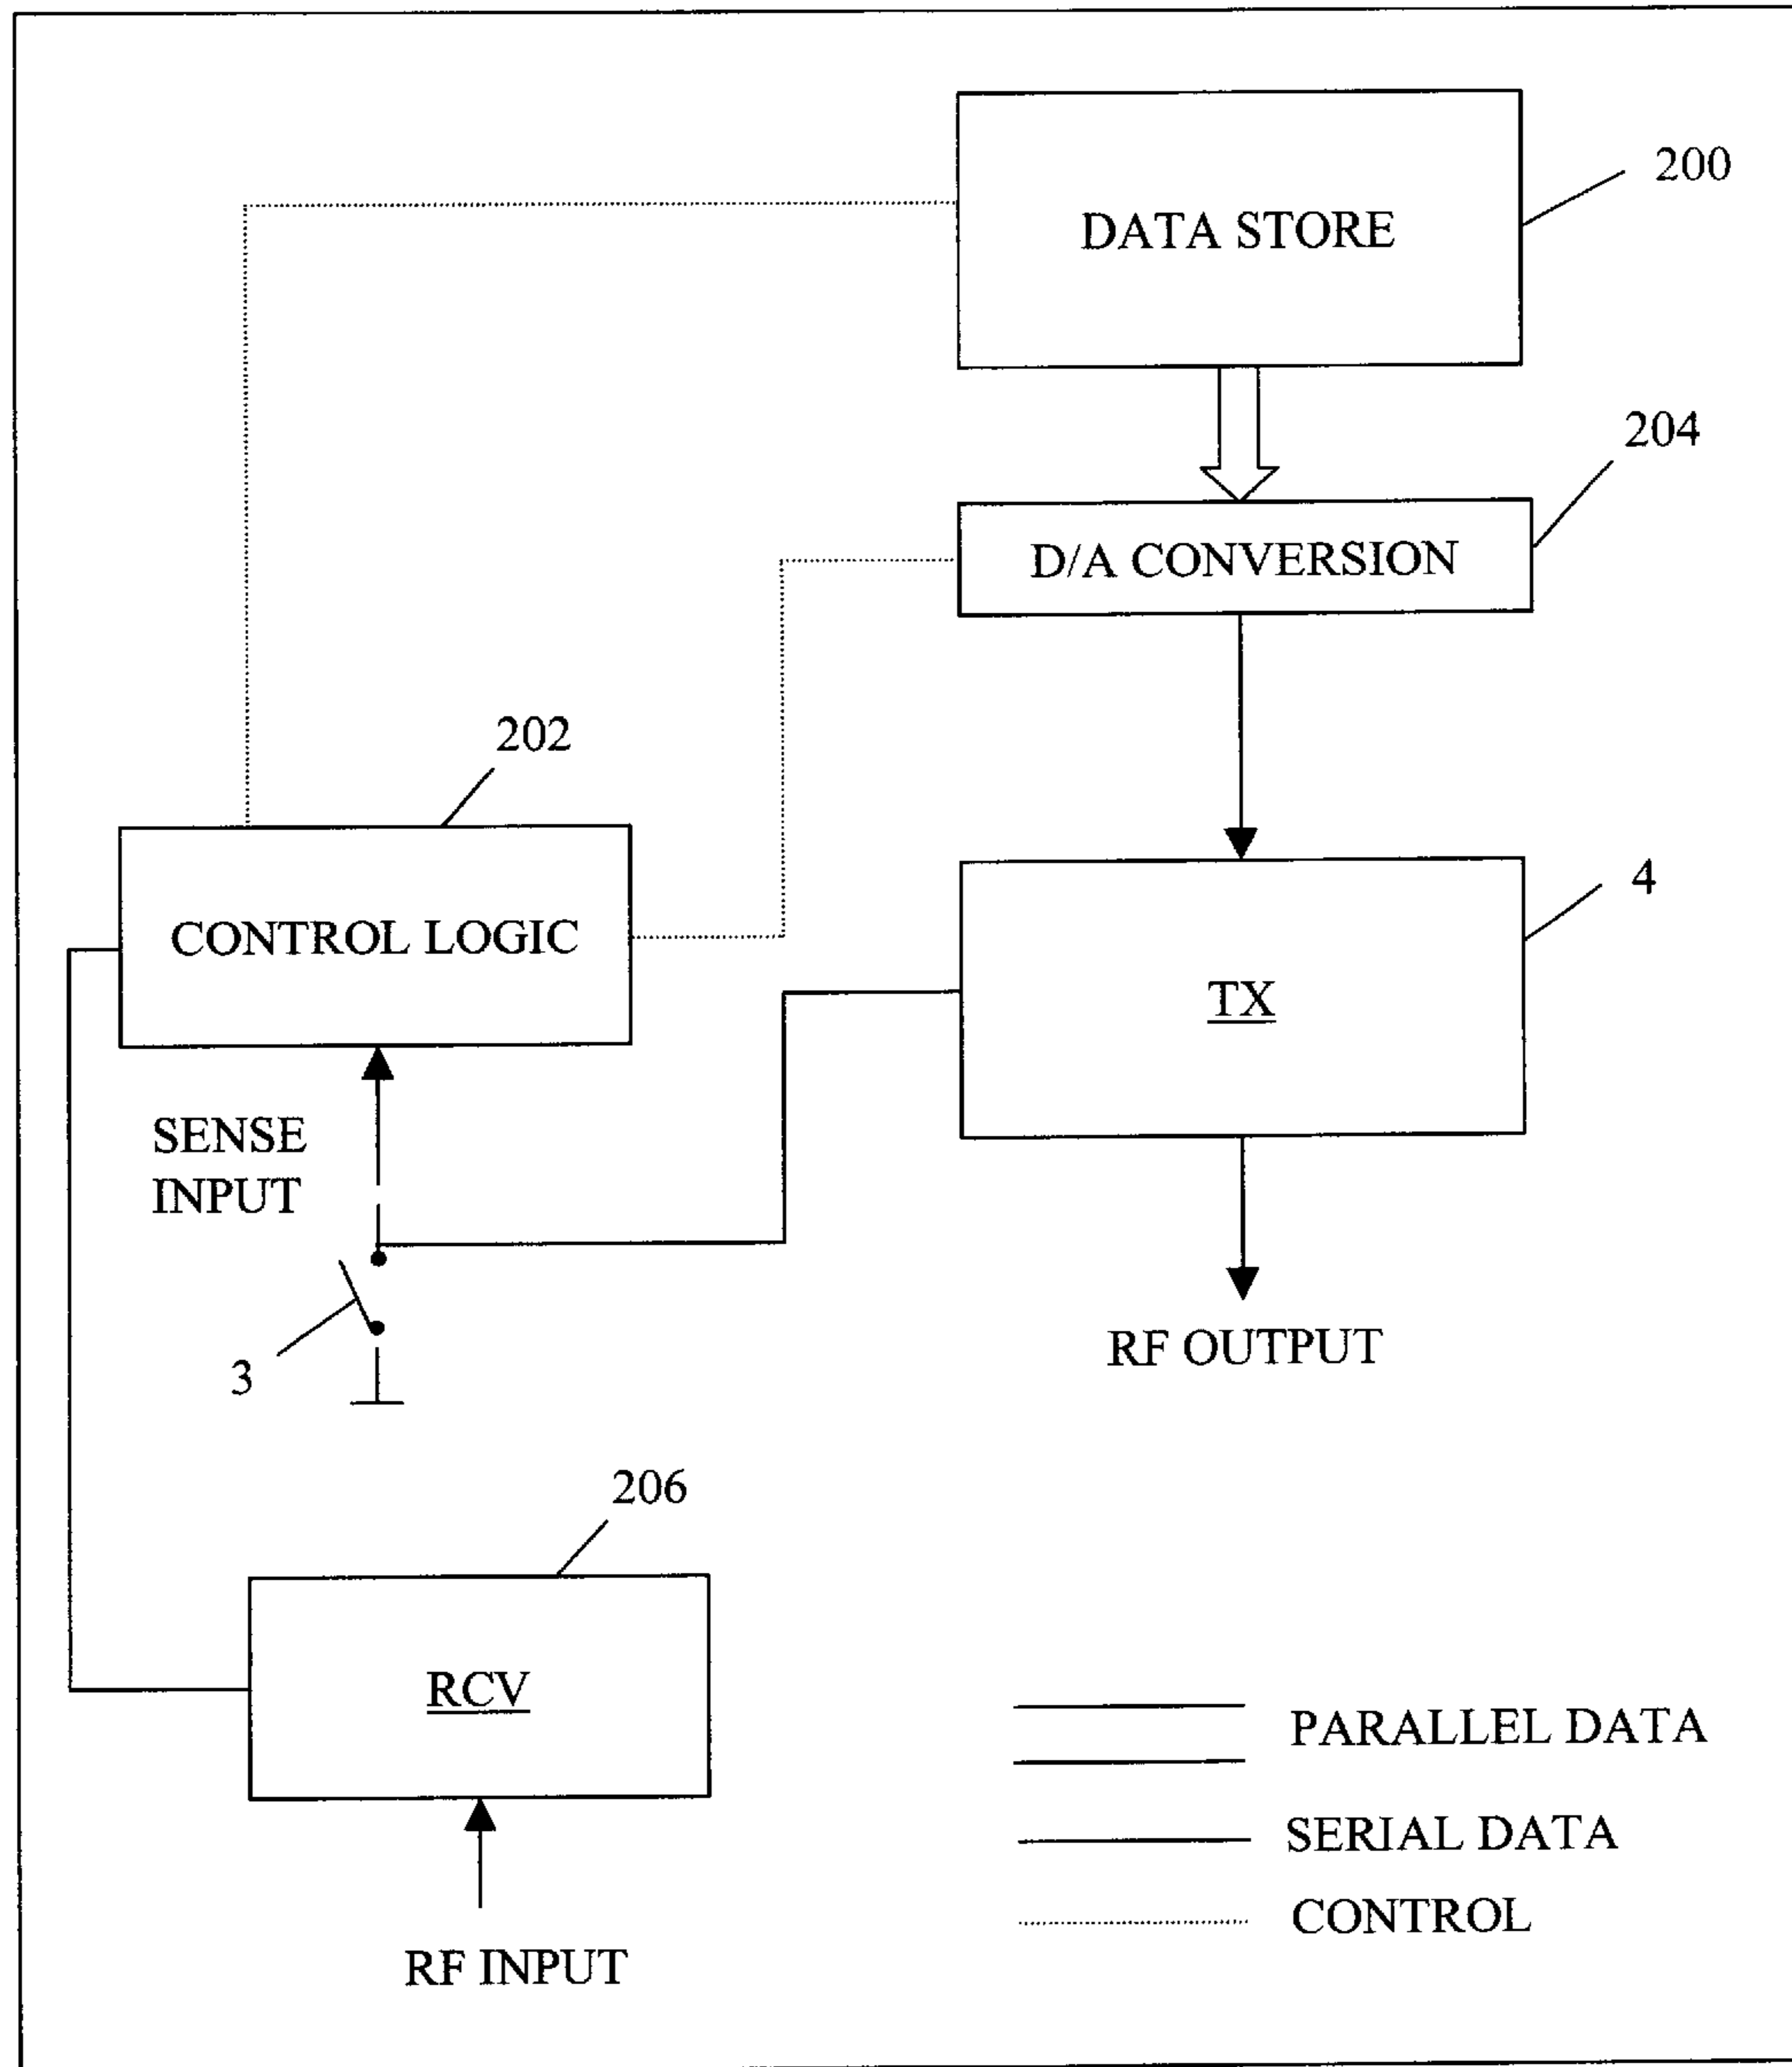 200
DATA STORE
204
D/A CONVERSION
202
4
CONTROL LOGIC
TX
SENSE
INPUT
3
RF OUTPUT
206
RCV
PARALLEL DATA
SERIAL DATA
CONTROL
RF INPUT